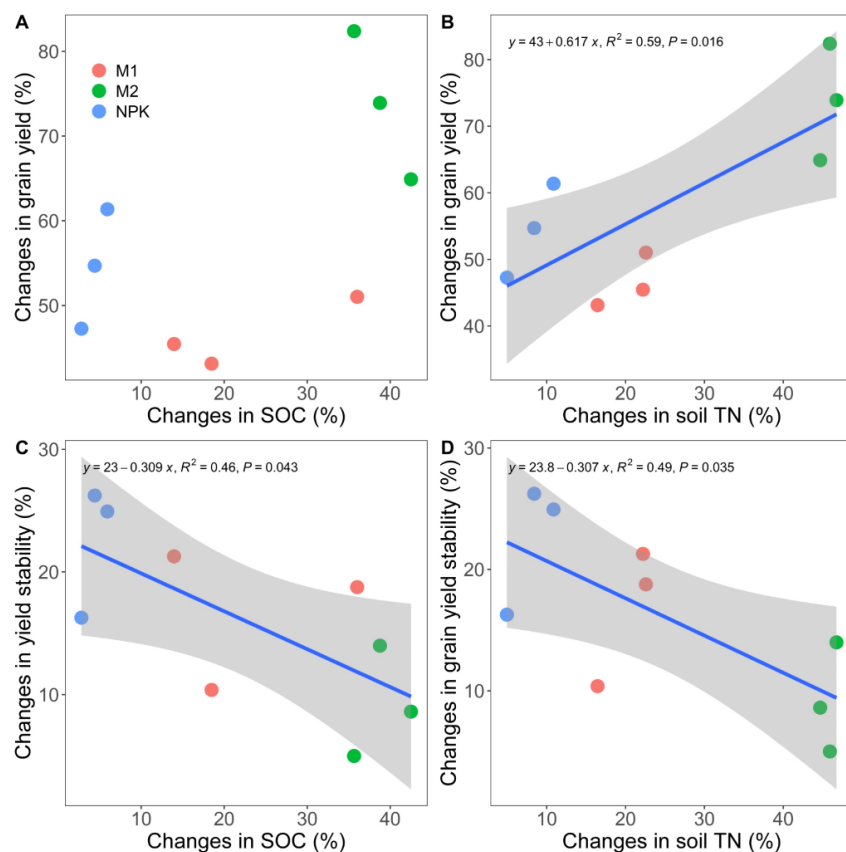 A
Changes in grain yield (%)
80
70
60
50
M1
M2
NPK
10 20 30 40
Changes in SOC (%)
B
y = 43 + 0.617 x, R² = 0.59, P = 0.016
Changes in grain yield (%)
80
70
60
50
40
10 20 30 40
Changes in soil TN (%)
C
y = 23 − 0.309 x, R² = 0.46, P = 0.043
Changes in yield stability (%)
30
20
10
10 20 30 40
Changes in SOC (%)
D
y = 23.8 − 0.307 x, R² = 0.49, P = 0.035
Changes in grain yield stability (%)
30
20
10
10 20 30 40
Changes in soil TN (%)